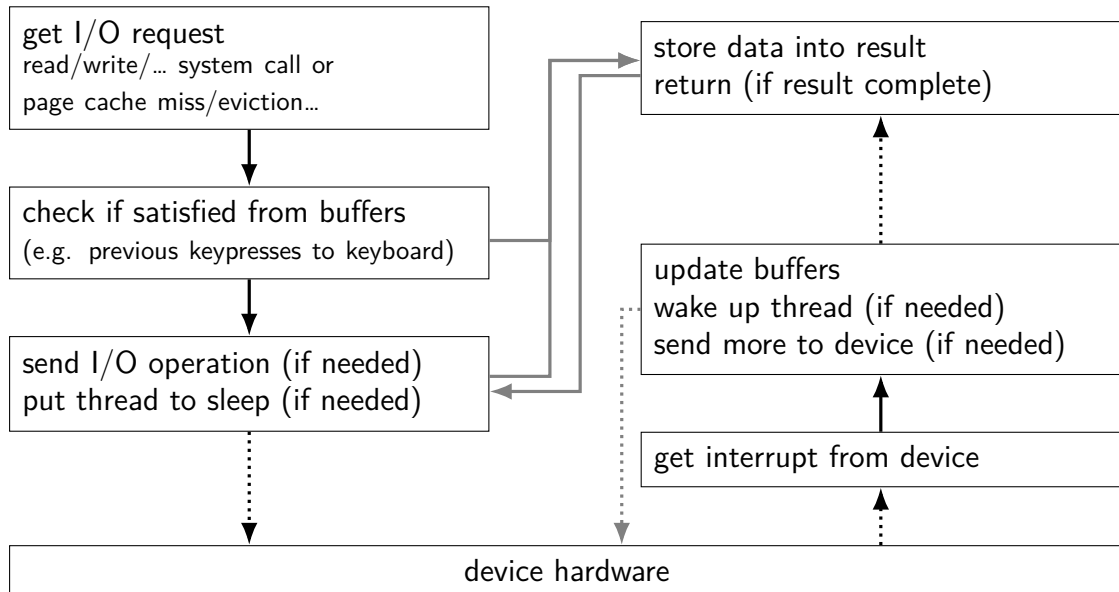 get I/O request
read/write/… system call or
page cache miss/eviction…
check if satisfied from buffers
(e.g. previous keypresses to keyboard)
send I/O operation (if needed)
put thread to sleep (if needed)
store data into result
return (if result complete)
update buffers
wake up thread (if needed)
send more to device (if needed)
get interrupt from device
device hardware